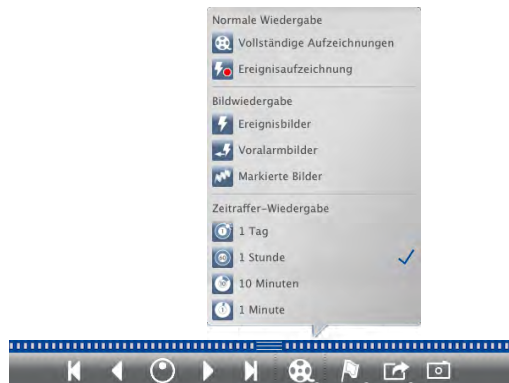 Normale Wiedergabe
Vollständige Aufzeichnungen
Ereignisaufzeichnung
Bildwiedergabe
Ereignisbilder
Voralarmbilder
Markierte Bilder
Zeitraffer-Wiedergabe
1 Tag
1 Stunde
10 Minuten
1 Minute